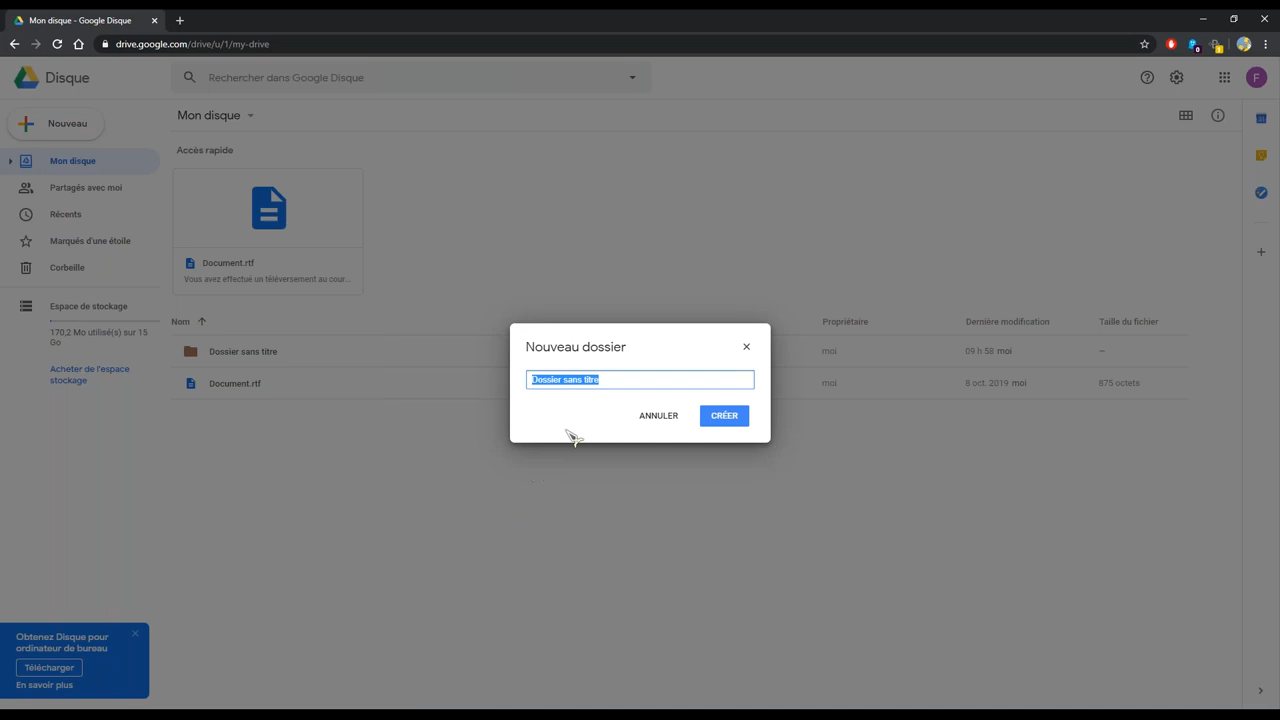 Mon disque - Google Disque
drive.google.com/drive/u/1/my-drive
0
1
Disque
Rechercher dans Google Disque
F
Nouveau
Mon disque
Mon disque
Partagés avec moi
Récents
Marqués d'une étoile
Corbeille
Espace de stockage
170,2 Mo utilisé(s) sur 15
Go
Acheter de l'espace
stockage
Accès rapide
Document.rtf
Vous avez effectué un téléversement au cour...
Nom
Propriétaire
Dernière modification
Taille du fichier
Dossier sans titre
moi
09 h 58 moi
–
Document.rtf
moi
8 oct. 2019 moi
875 octets
Nouveau dossier
Dossier sans titre
ANNULER
CRÉER
Obtenez Disque pour
ordinateur de bureau
Télécharger
En savoir plus